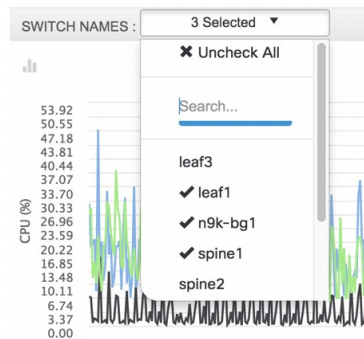 SWITCH NAMES : 3 Selected ▼
✖ Uncheck All
Search...
leaf3
✔ leaf1
✔ n9k-bg1
✔ spine1
spine2
CPU (%)
53.92
50.55
47.18
43.81
40.44
37.07
33.70
30.33
26.96
23.59
20.22
16.85
13.48
10.11
6.74
3.37
0.00